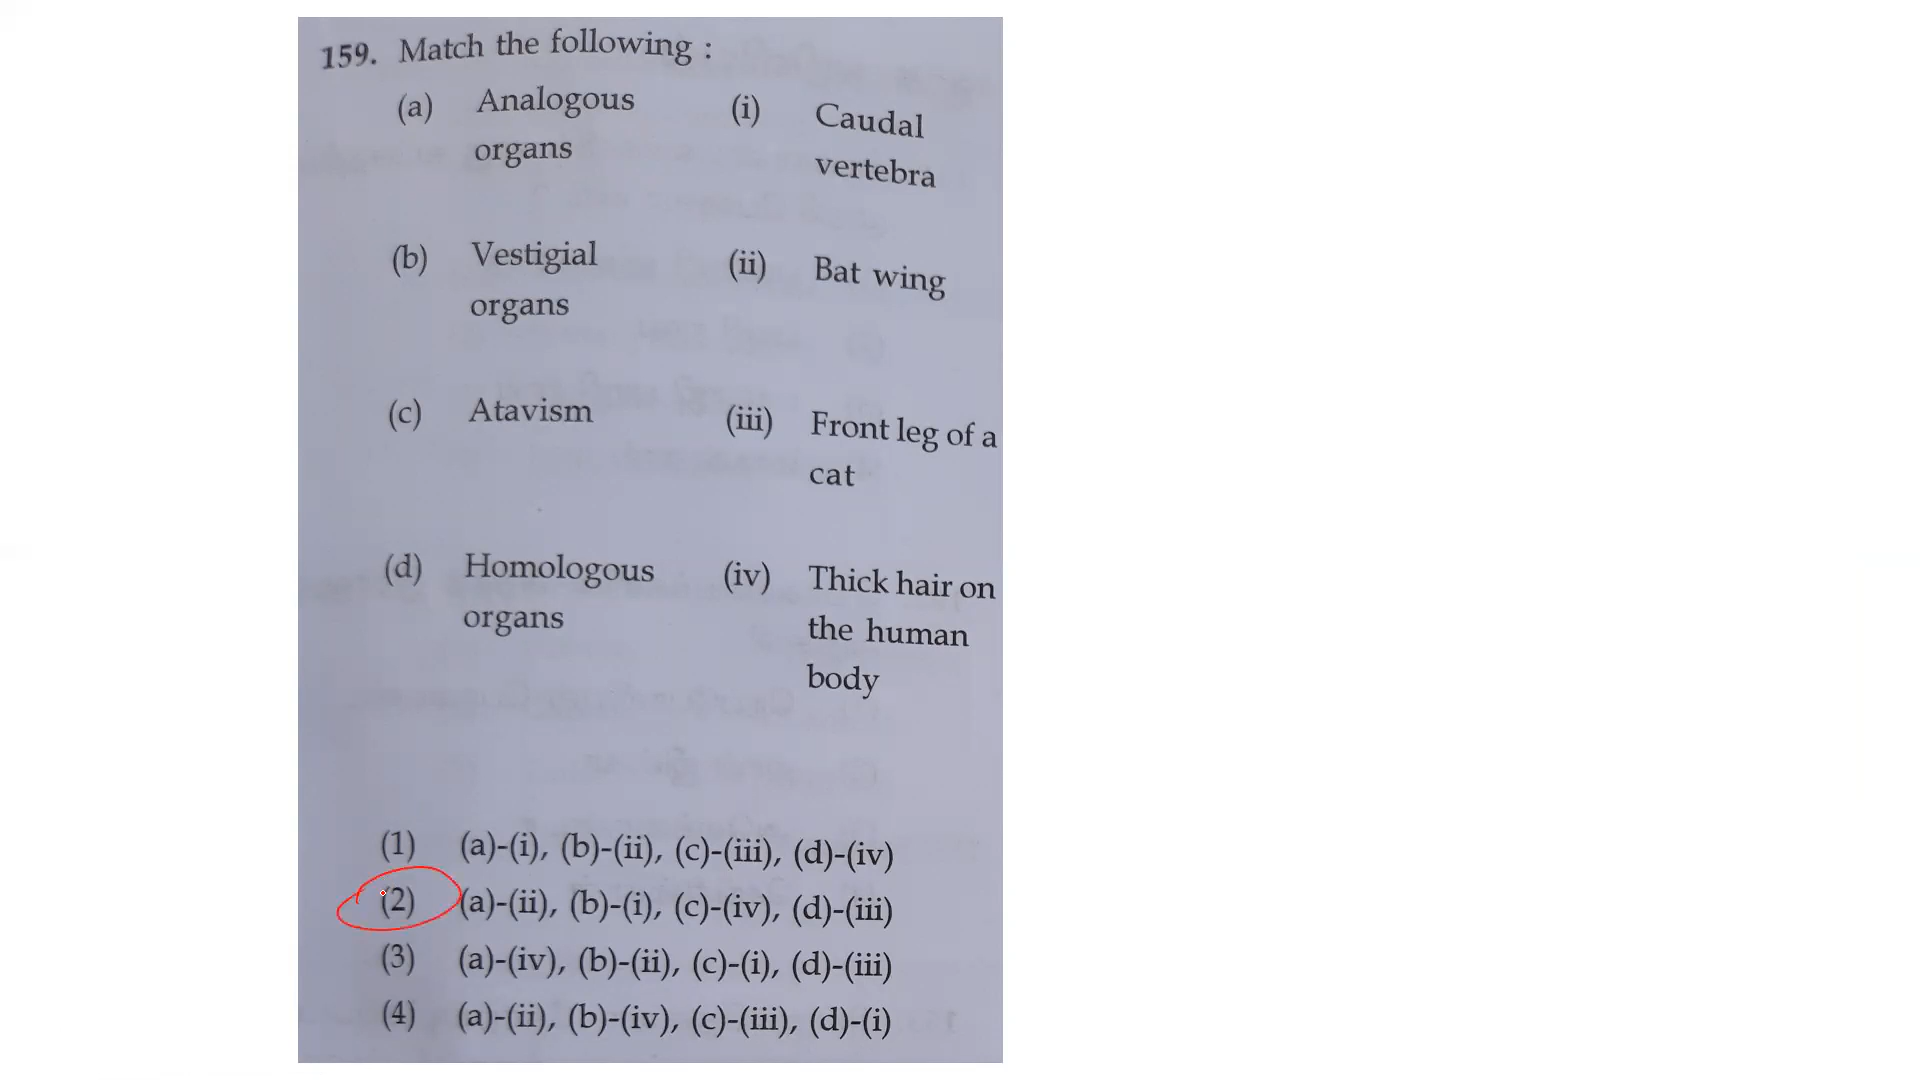 159. Match the following :
(a) Analogous organs (i) Caudal vertebra
(b) Vestigial organs (ii) Bat wing
(c) Atavism (iii) Front leg of a cat
(d) Homologous organs (iv) Thick hair on the human body
(1) (a)-(i), (b)-(ii), (c)-(iii), (d)-(iv)
(2) (a)-(ii), (b)-(i), (c)-(iv), (d)-(iii)
(3) (a)-(iv), (b)-(ii), (c)-(i), (d)-(iii)
(4) (a)-(ii), (b)-(iv), (c)-(iii), (d)-(i)